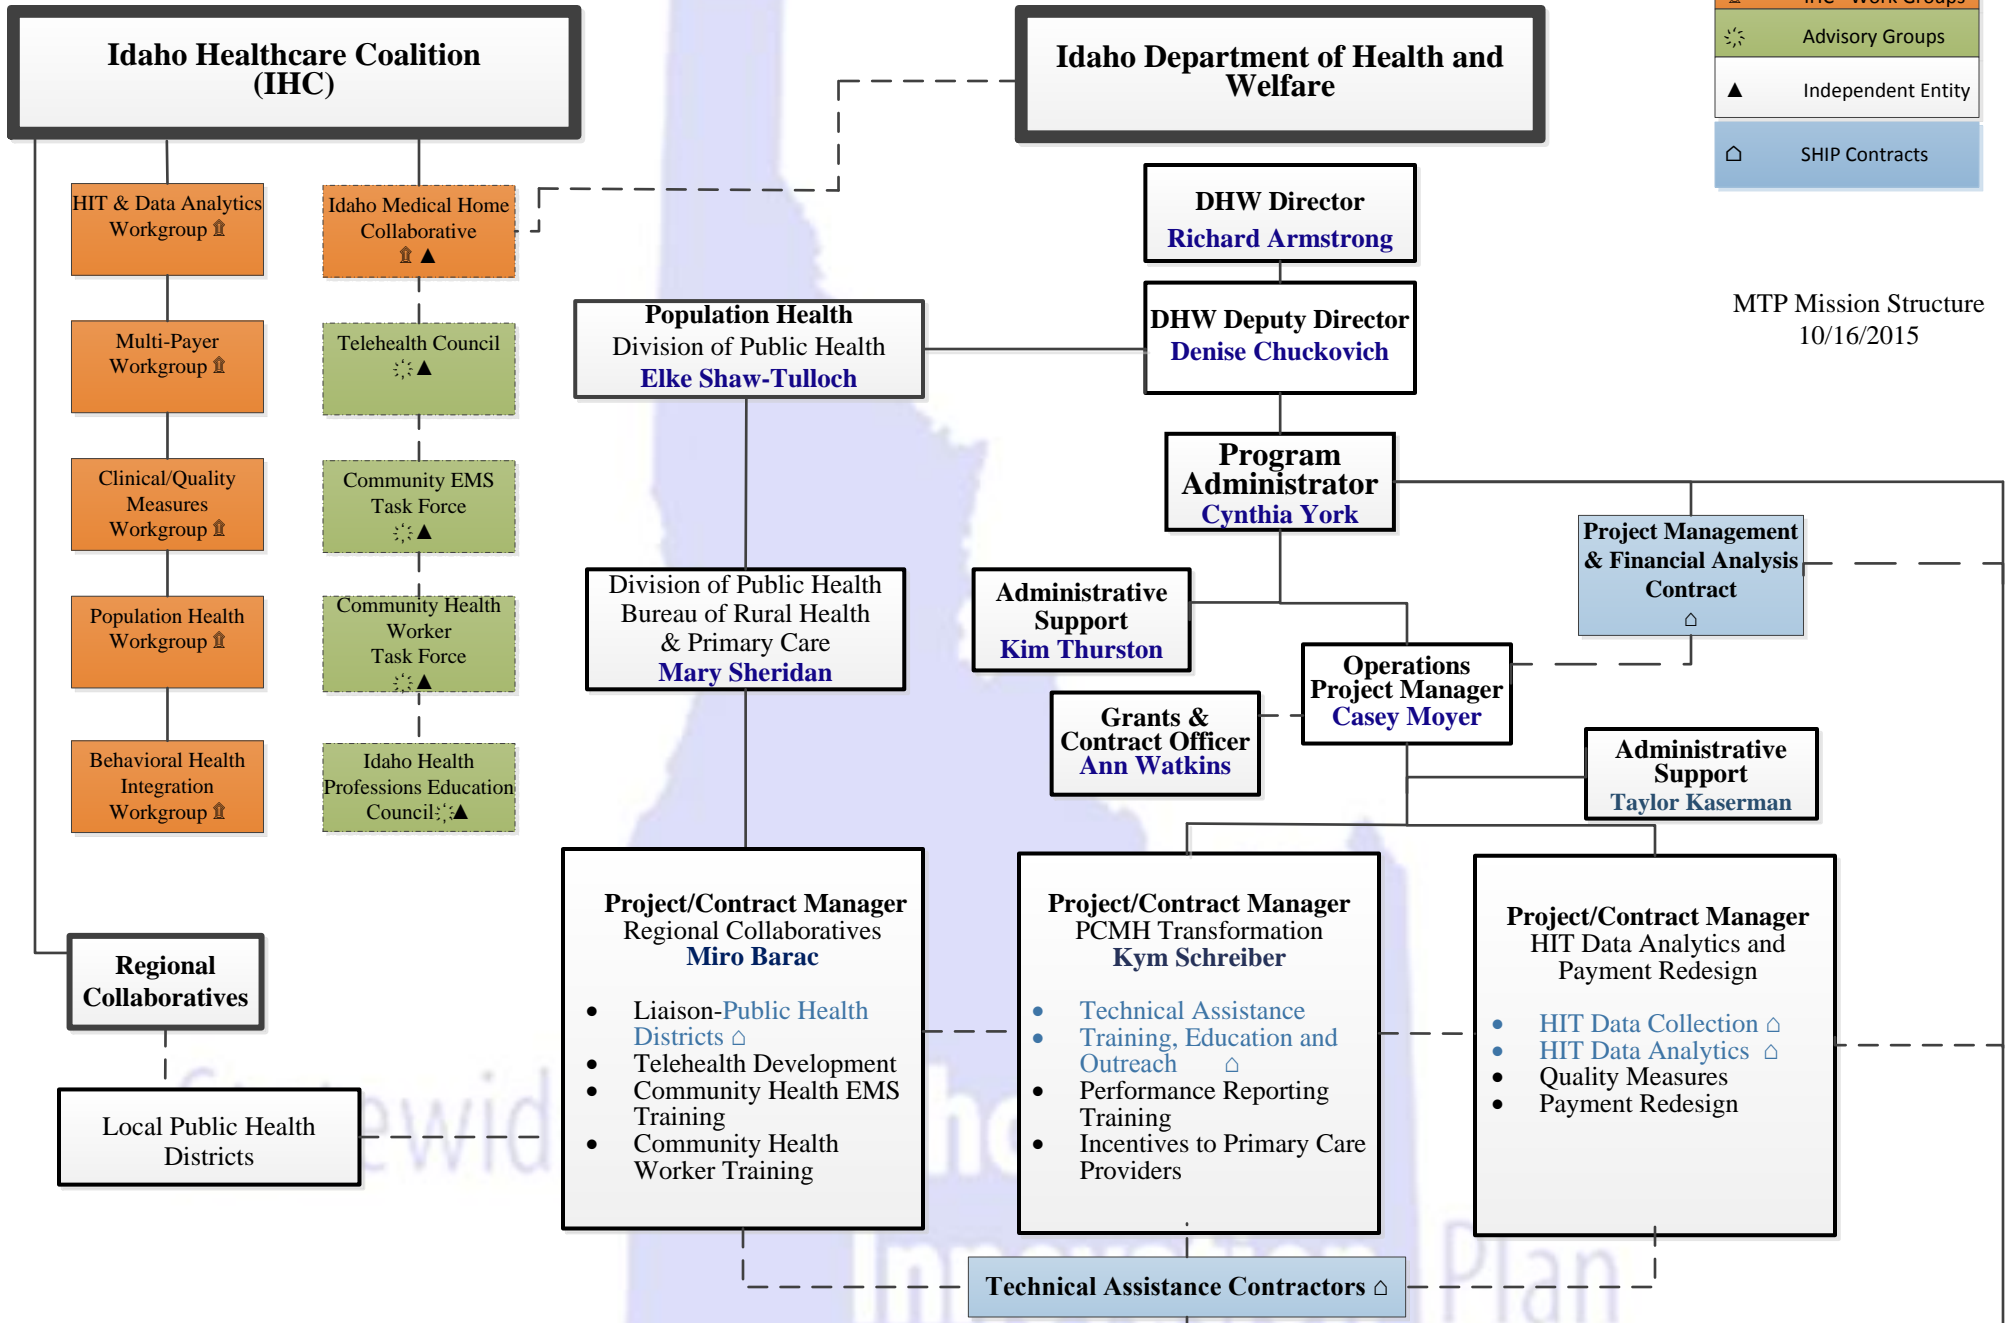 Idaho Healthcare Coalition
(IHC)
Idaho Department of Health and
Welfare
IHC Work Groups
Advisory Groups
▲ Independent Entity
⌂ SHIP Contracts
MTP Mission Structure
10/16/2015
HIT & Data Analytics
Workgroup
Multi-Payer
Workgroup
Clinical/Quality
Measures
Workgroup
Population Health
Workgroup
Behavioral Health
Integration
Workgroup
Idaho Medical Home
Collaborative
▲
Telehealth Council
▲
Community EMS
Task Force
▲
Community Health
Worker
Task Force
▲
Idaho Health
Professions Education
Council ▲
DHW Director
Richard Armstrong
DHW Deputy Director
Denise Chuckovich
Population Health
Division of Public Health
Elke Shaw-Tulloch
Program
Administrator
Cynthia York
Project Management
& Financial Analysis
Contract
⌂
Division of Public Health
Bureau of Rural Health
& Primary Care
Mary Sheridan
Administrative
Support
Kim Thurston
Operations
Project Manager
Casey Moyer
Grants &
Contract Officer
Ann Watkins
Administrative
Support
Taylor Kaserman
Regional
Collaboratives
Local Public Health
Districts
Project/Contract Manager
Regional Collaboratives
Miro Barac
• Liaison-Public Health
Districts ⌂
• Telehealth Development
• Community Health EMS
Training
• Community Health
Worker Training
Project/Contract Manager
PCMH Transformation
Kym Schreiber
• Technical Assistance
• Training, Education and
Outreach ⌂
• Performance Reporting
Training
• Incentives to Primary Care
Providers
Project/Contract Manager
HIT Data Analytics and
Payment Redesign
• HIT Data Collection ⌂
• HIT Data Analytics ⌂
• Quality Measures
• Payment Redesign
Technical Assistance Contractors ⌂
Plan